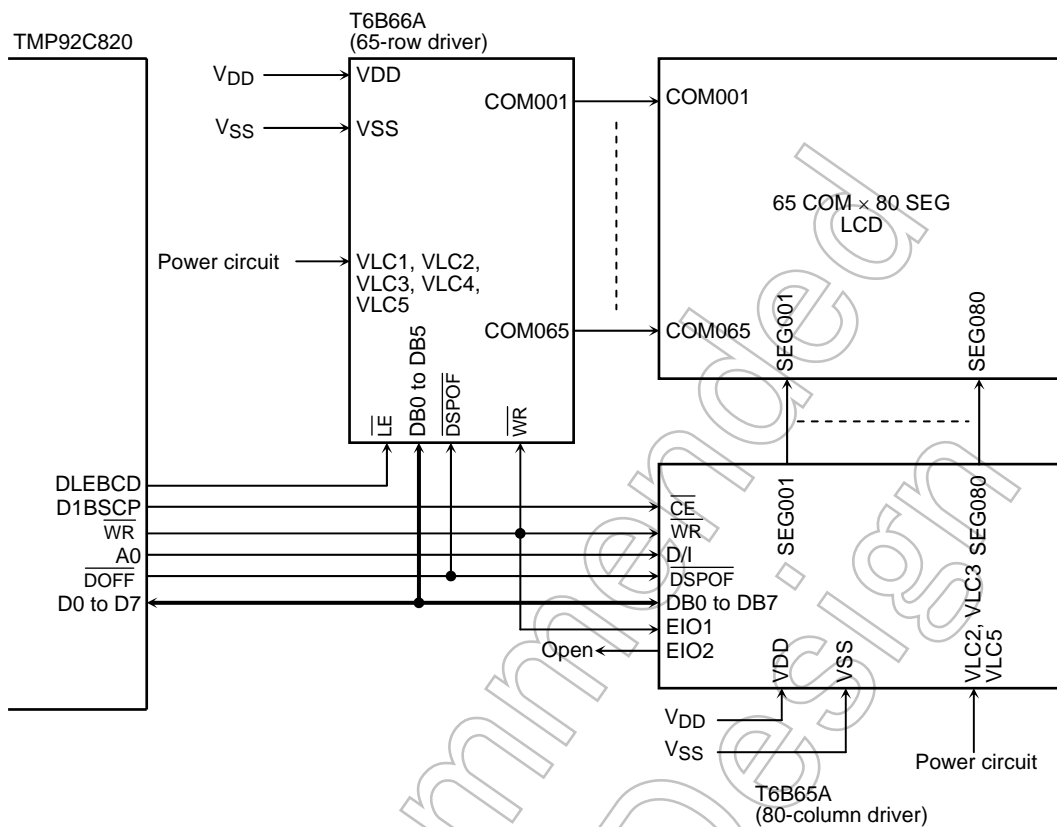 TMP92C820
T6B66A
(65-row driver)
VDD
VDD
VSS
VSS
Power circuit
VLC1, VLC2,
VLC3, VLC4,
VLC5
COM001
COM065
LE
DB0 to DB5
DSPOF
WR
COM001
65 COM × 80 SEG
LCD
COM065
SEG001
SEG080
DLEBCD
D1BSCP
WR
A0
DOFF
D0 to D7
CE
WR
D/I
DSPOF
DB0 to DB7
EIO1
Open
EIO2
SEG001
SEG080
VDD
VSS
VLC2, VLC3
VLC5
VDD
VSS
Power circuit
T6B65A
(80-column driver)
mmended
Design